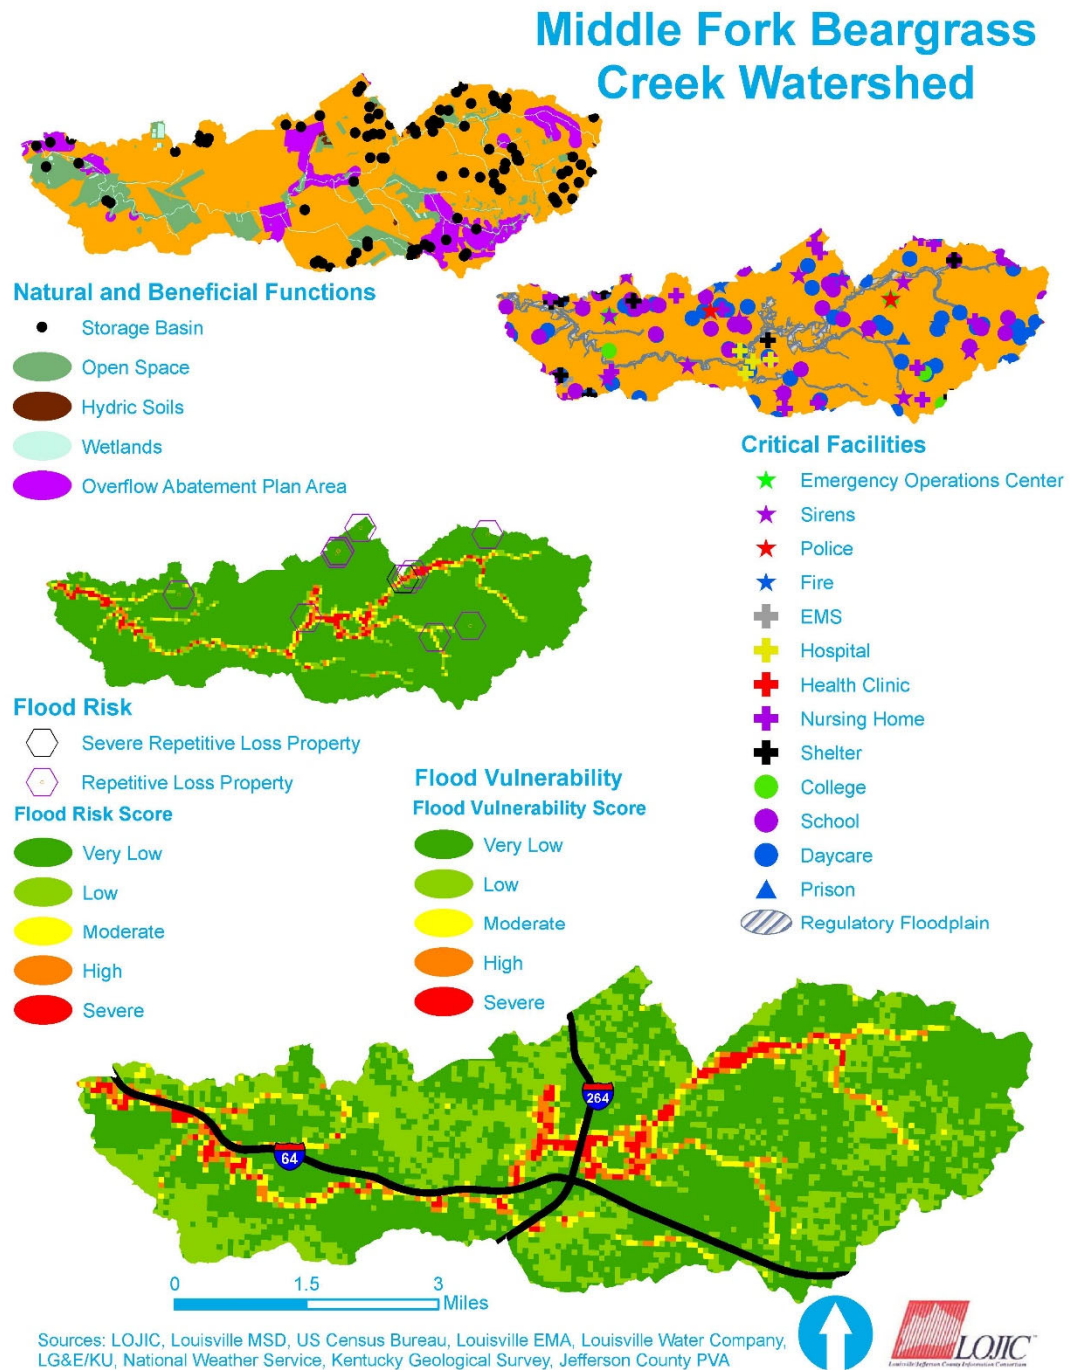 Middle Fork Beargrass
Creek Watershed
Natural and Beneficial Functions
Storage Basin
Open Space
Hydric Soils
Wetlands
Overflow Abatement Plan Area
Critical Facilities
Emergency Operations Center
Sirens
Police
Fire
EMS
Hospital
Health Clinic
Nursing Home
Shelter
College
School
Daycare
Prison
Regulatory Floodplain
Flood Risk
Severe Repetitive Loss Property
Repetitive Loss Property
Flood Risk Score
Very Low
Low
Moderate
High
Severe
Flood Vulnerability
Flood Vulnerability Score
Very Low
Low
Moderate
High
Severe
264
64
0 1.5 3
Miles
Sources: LOJIC, Louisville MSD, US Census Bureau, Louisville EMA, Louisville Water Company,
LG&E/KU, National Weather Service, Kentucky Geological Survey, Jefferson County PVA
LOJIC
Louisville/Jefferson County Information Consortium